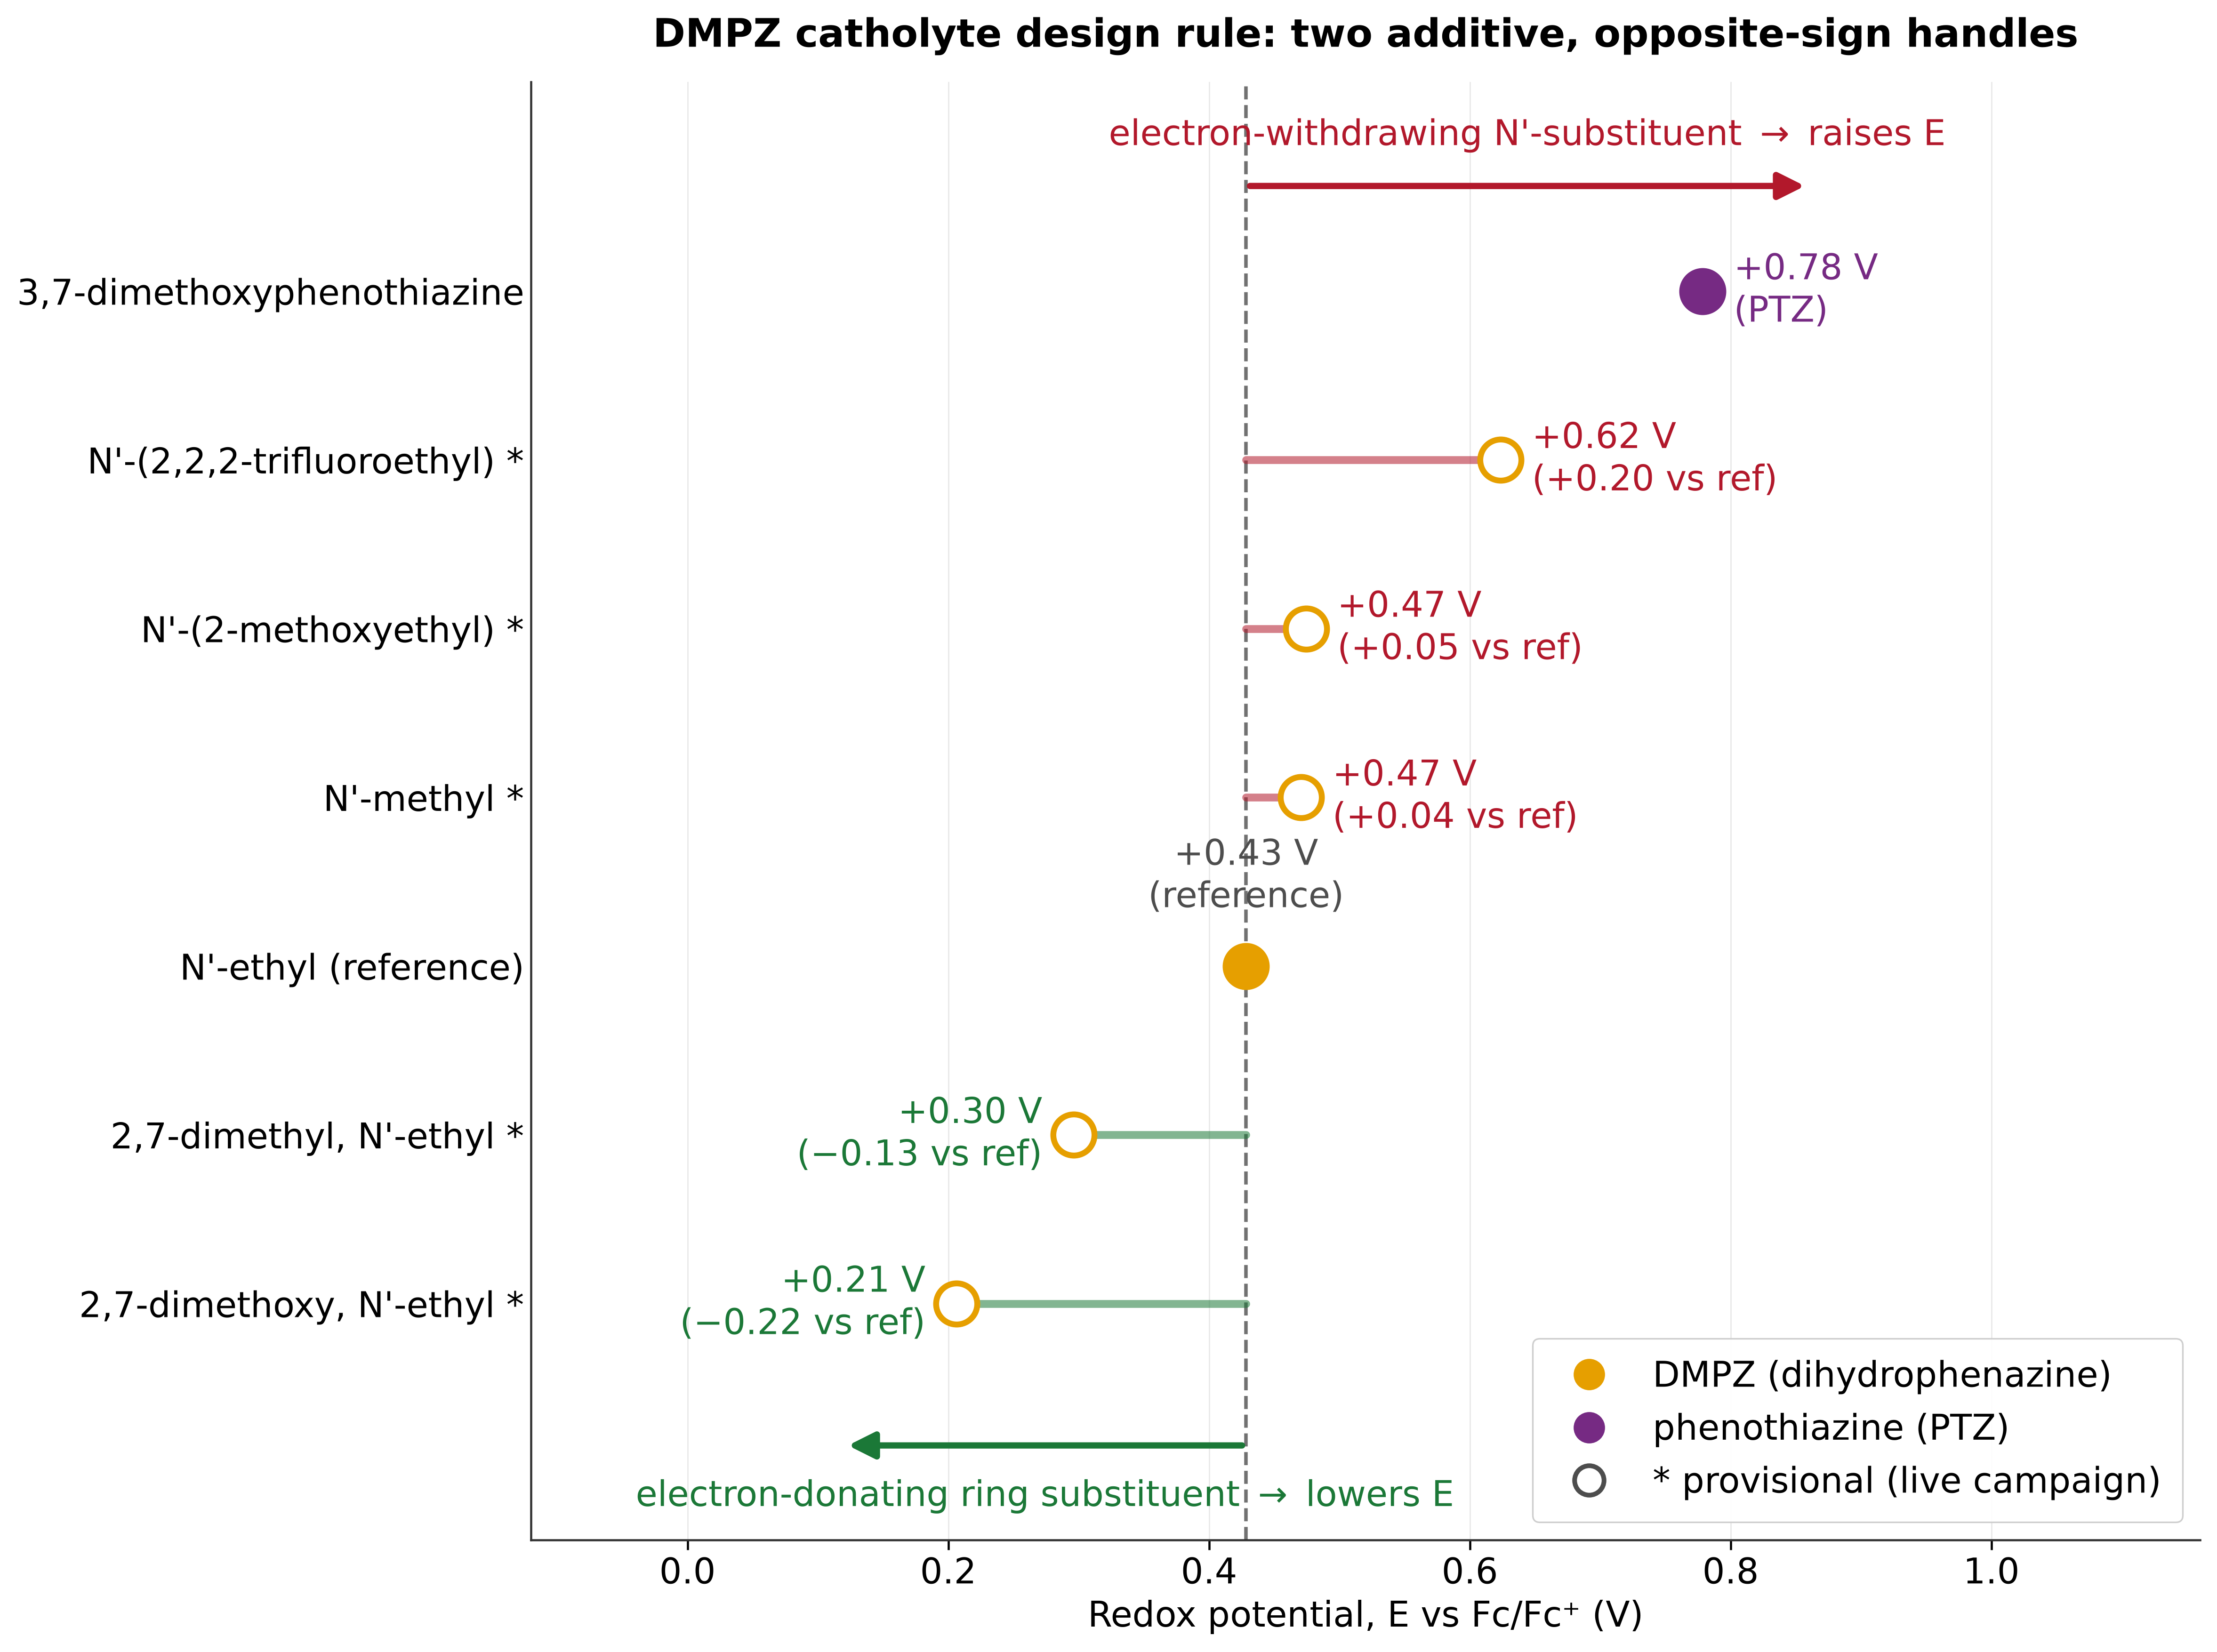 DMPZ catholyte design rule: two additive, opposite-sign handles
electron-withdrawing N'-substituent → raises E
3,7-dimethoxyphenothiazine
+0.78 V
(PTZ)
N'-(2,2,2-trifluoroethyl) *
+0.62 V
(+0.20 vs ref)
N'-(2-methoxyethyl) *
+0.47 V
(+0.05 vs ref)
N'-methyl *
+0.47 V
(+0.04 vs ref)
+0.43 V
(reference)
N'-ethyl (reference)
2,7-dimethyl, N'-ethyl *
+0.30 V
(−0.13 vs ref)
2,7-dimethoxy, N'-ethyl *
+0.21 V
(−0.22 vs ref)
electron-donating ring substituent → lowers E
DMPZ (dihydrophenazine)
phenothiazine (PTZ)
* provisional (live campaign)
0.0 0.2 0.4 0.6 0.8 1.0
Redox potential, E vs Fc/Fc⁺ (V)